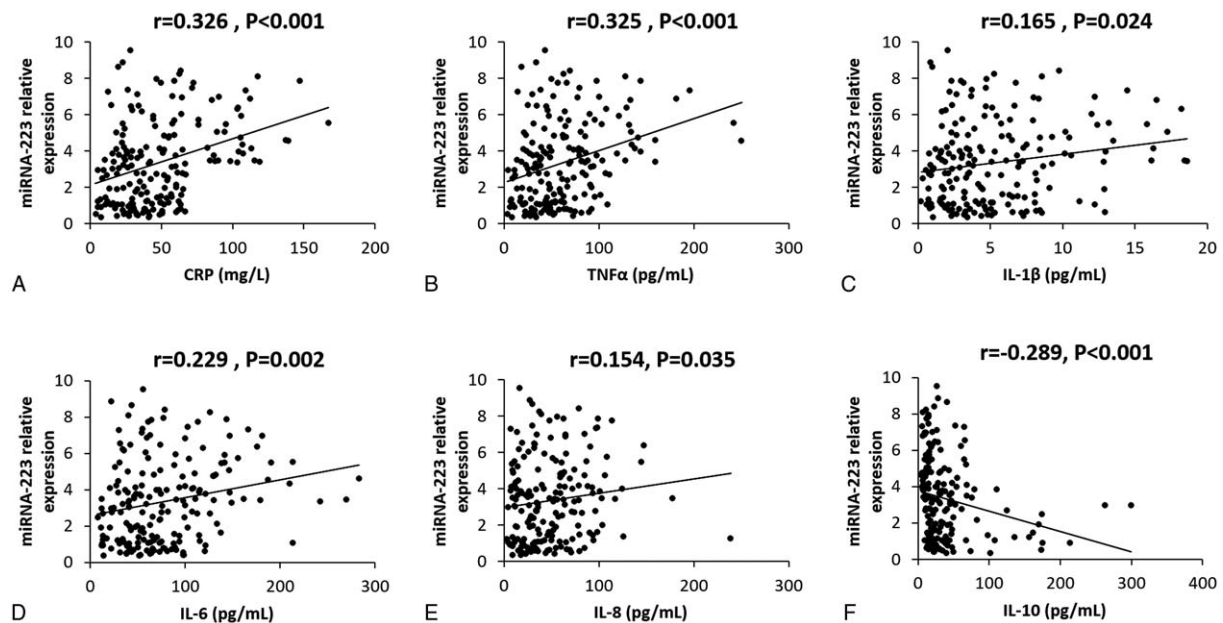 r=0.326 , P<0.001
miRNA-223 relative
expression
10
8
6
4
2
0
0 50 100 150 200
CRP (mg/L)
A
r=0.325 , P<0.001
miRNA-223 relative
expression
10
8
6
4
2
0
0 100 200 300
TNFα (pg/mL)
B
r=0.165 , P=0.024
miRNA-223 relative
expression
10
8
6
4
2
0
0 5 10 15 20
IL-1β (pg/mL)
C
r=0.229 , P=0.002
miRNA-223 relative
expression
10
8
6
4
2
0
0 100 200 300
IL-6 (pg/mL)
D
r=0.154, P=0.035
miRNA-223 relative
expression
10
8
6
4
2
0
0 100 200 300
IL-8 (pg/mL)
E
r=-0.289, P<0.001
miRNA-223 relative
expression
10
8
6
4
2
0
0 100 200 300 400
IL-10 (pg/mL)
F